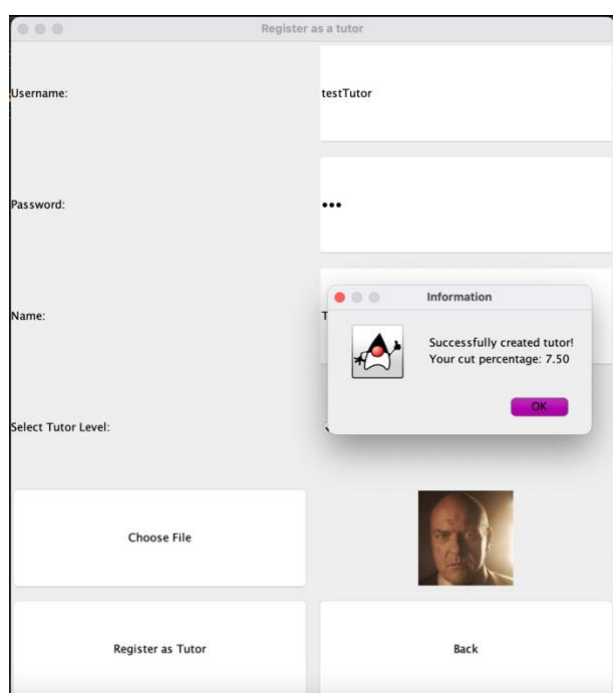 Register as a tutor
Username:
testTutor
Password:
Name:
T
Information
Successfully created tutor!
Your cut percentage: 7.50
OK
Select Tutor Level:
Choose File
Register as Tutor
Back